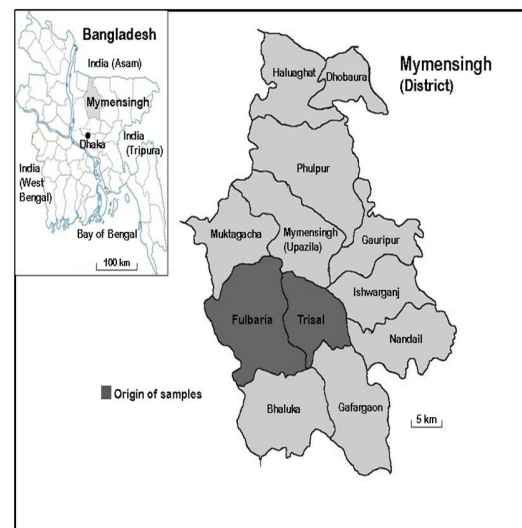 Bangladesh
India (Asam)
Mymensingh
Dhaka
India
(Tripura)
India
(West
Bengal)
Bay of Bengal
100 km
Mymensingh
(District)
Haluaghat
Dhobaura
Phulpur
Muktagacha
Mymensingh
(Upazila)
Gauripur
Ishwarganj
Fulbaria
Trisal
Nandail
Origin of samples
Bhaluka
Gafargaon
5 km